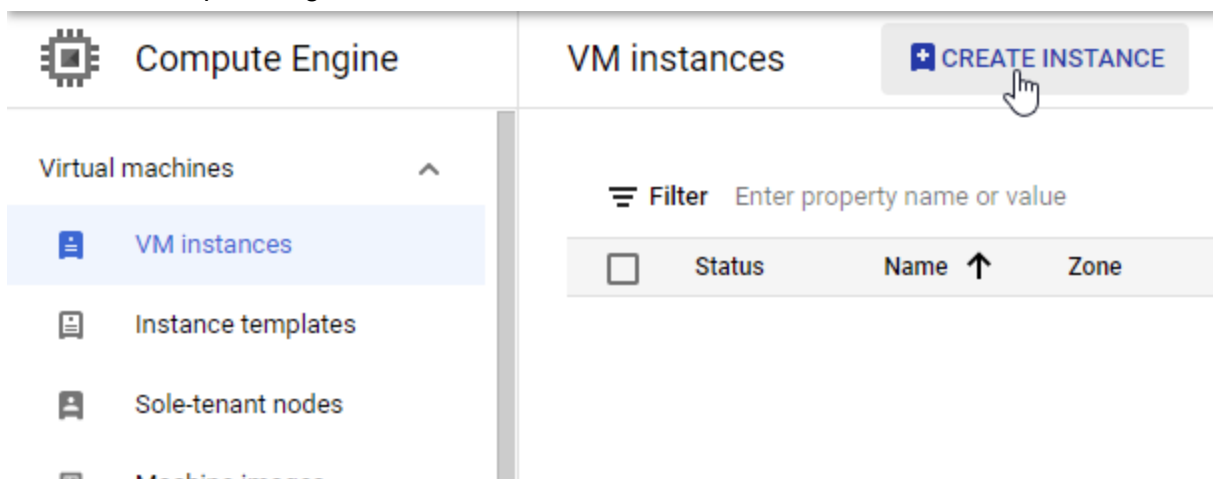 Compute Engine
VM instances
CREATE INSTANCE
Virtual machines
VM instances
Instance templates
Sole-tenant nodes
Filter Enter property name or value
Status Name Zone